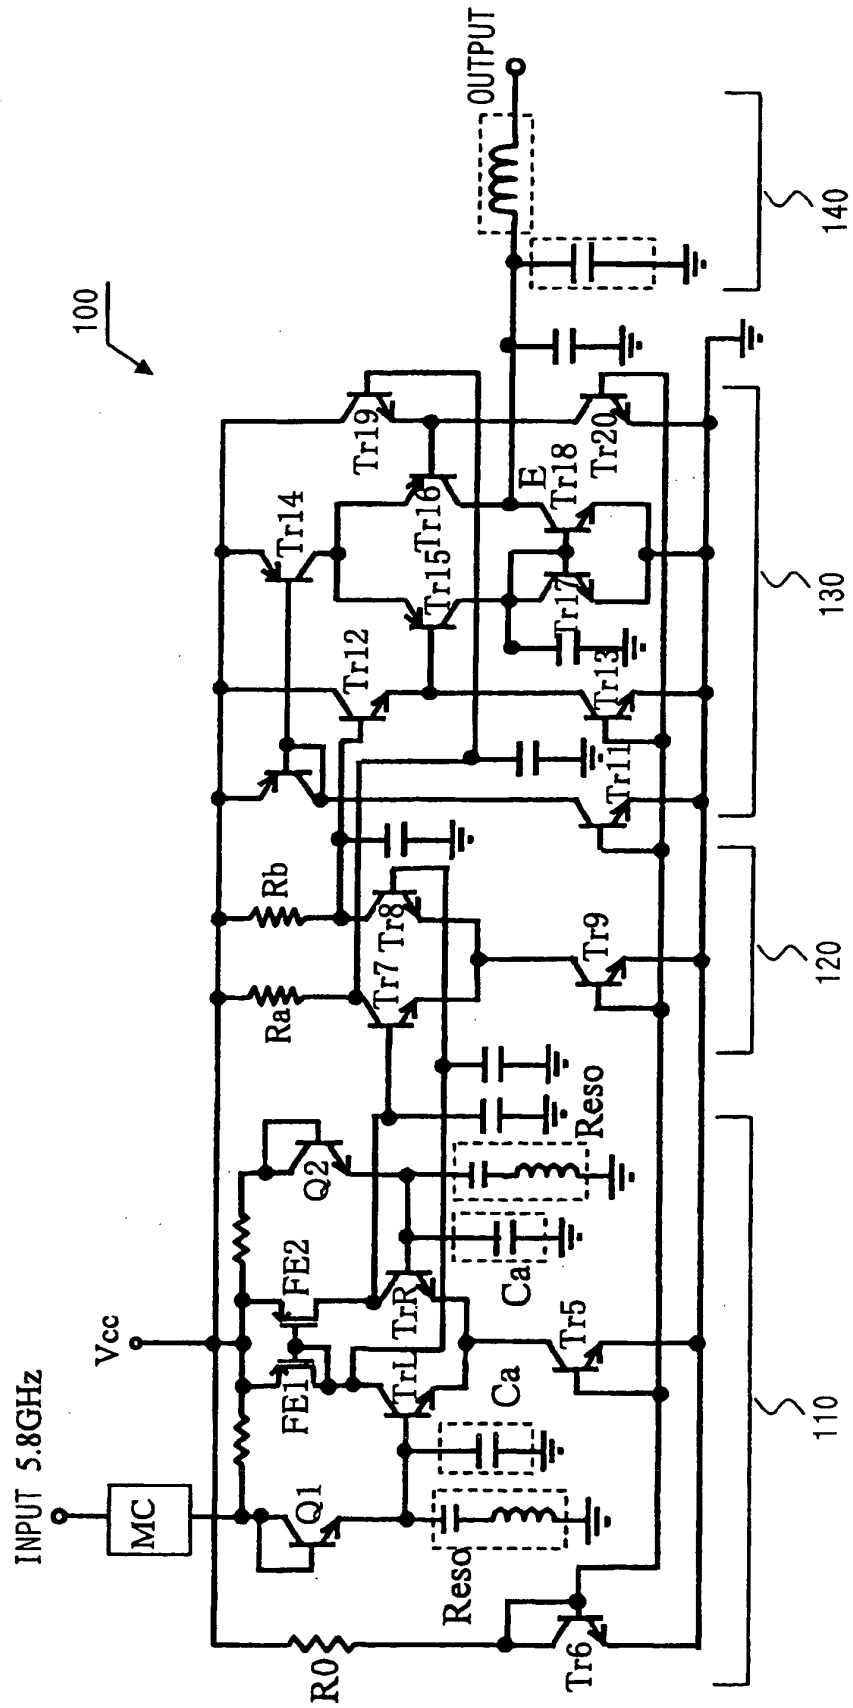 100
INPUT 5.8GHz
MC
Vcc
OUTPUT
R0
Tr6
Q1
Reso
Ca
FE1
FE2
TrL
TrR
Tr5
Ca
Q2
Reso
Ra
Rb
Tr7
Tr8
Tr9
Tr11
Tr12
Tr13
Tr14
Tr15
Tr16
Tr17
Tr18
E
Tr19
Tr20
110
120
130
140